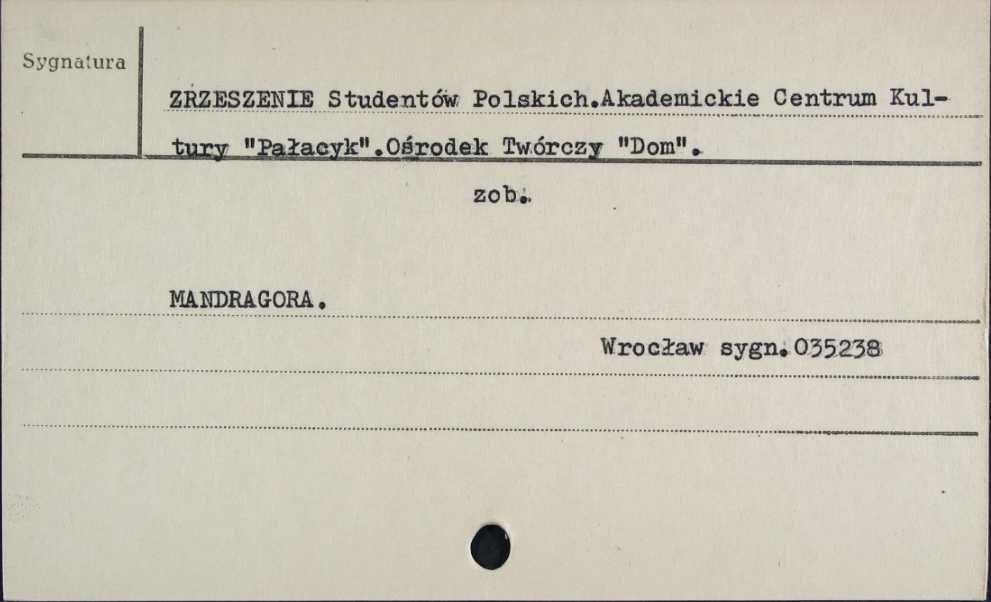 Sygnatura
ZRZESZENIE Studentów Polskich.Akademickie Centrum Kul-
tury "Pałacyk".Ośrodek Twórczy "Dom".
zob.
MANDRAGORA.
Wrocław sygn.035238